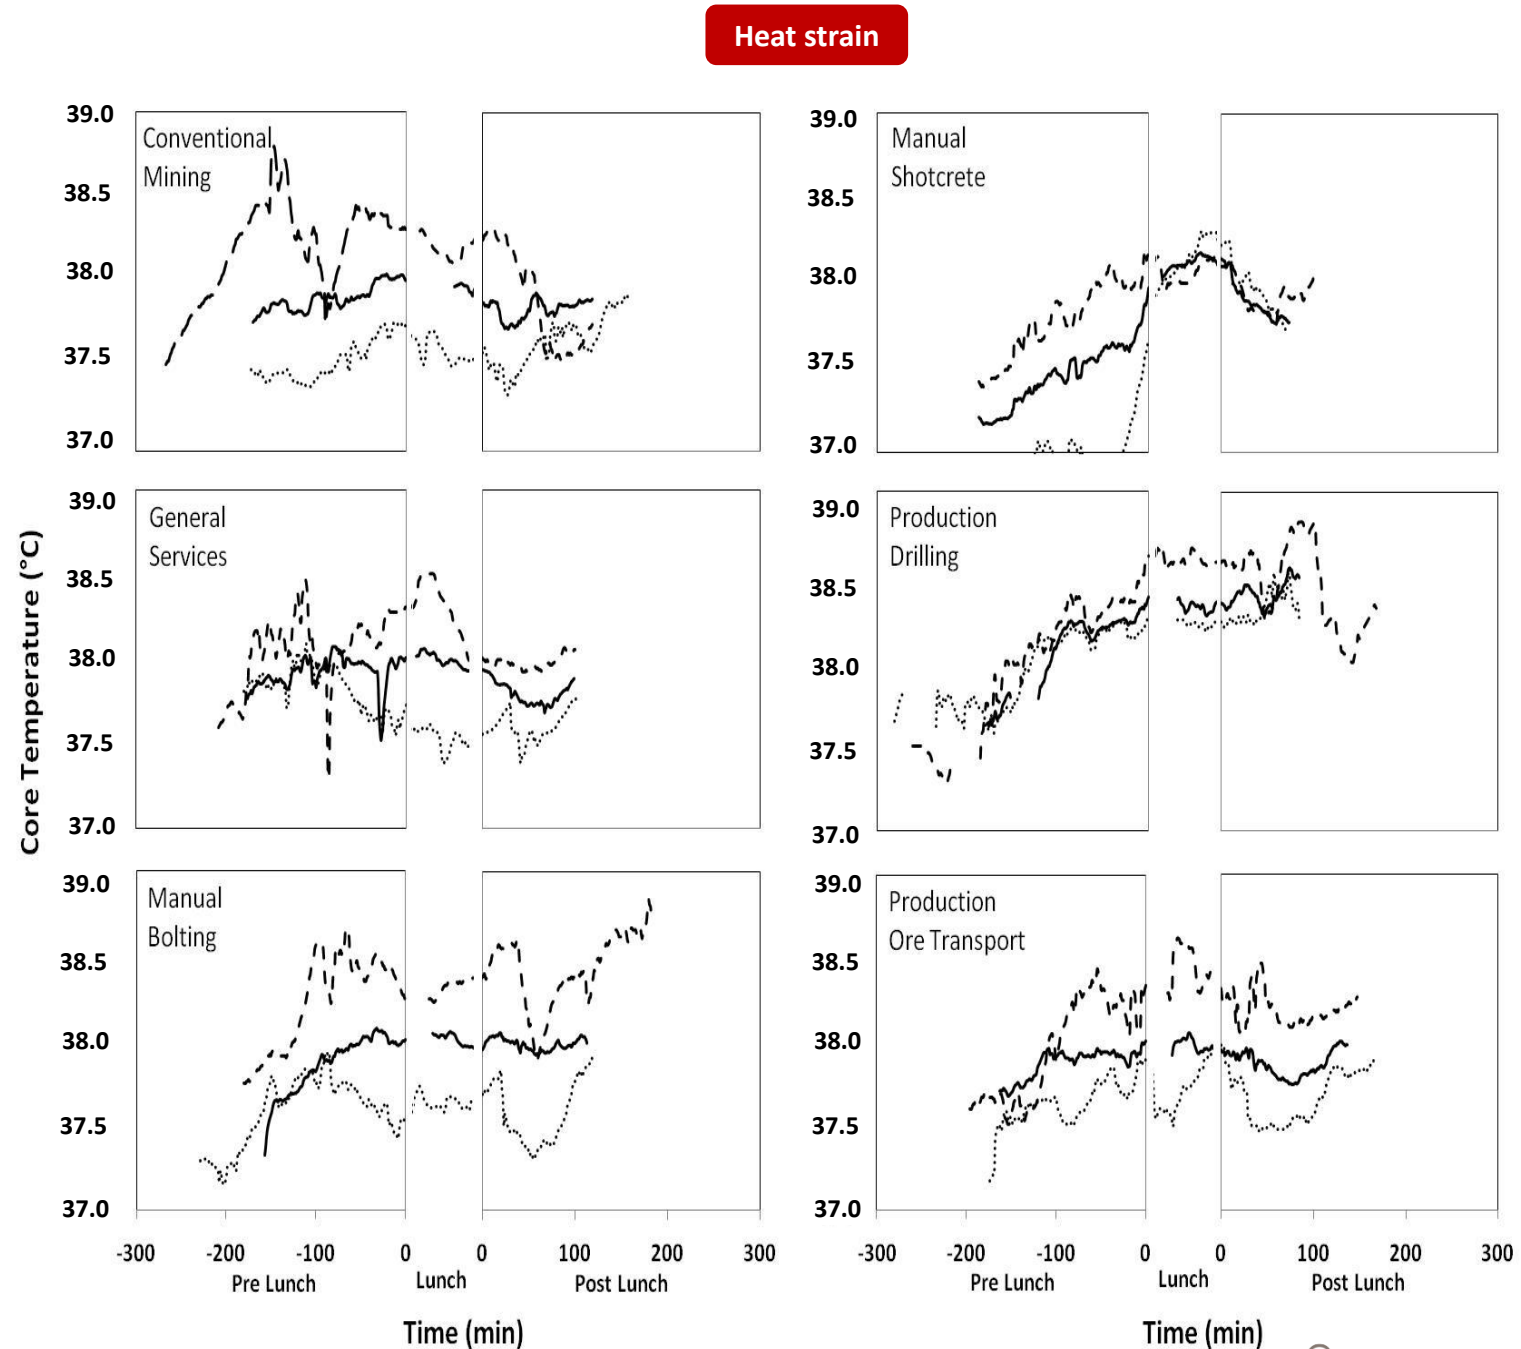 Heat strain
Core Temperature (°C)
39.0
38.5
38.0
37.5
37.0
Conventional
Mining
39.0
38.5
38.0
37.5
37.0
Manual
Shotcrete
39.0
38.5
38.0
37.5
37.0
General
Services
39.0
38.5
38.0
37.5
37.0
Production
Drilling
39.0
38.5
38.0
37.5
37.0
Manual
Bolting
39.0
38.5
38.0
37.5
37.0
Production
Ore Transport
-300 -200 -100 0 0 100 200 300
Pre Lunch Lunch Post Lunch
Time (min)
-300 -200 -100 0 0 100 200 300
Pre Lunch Lunch Post Lunch
Time (min)